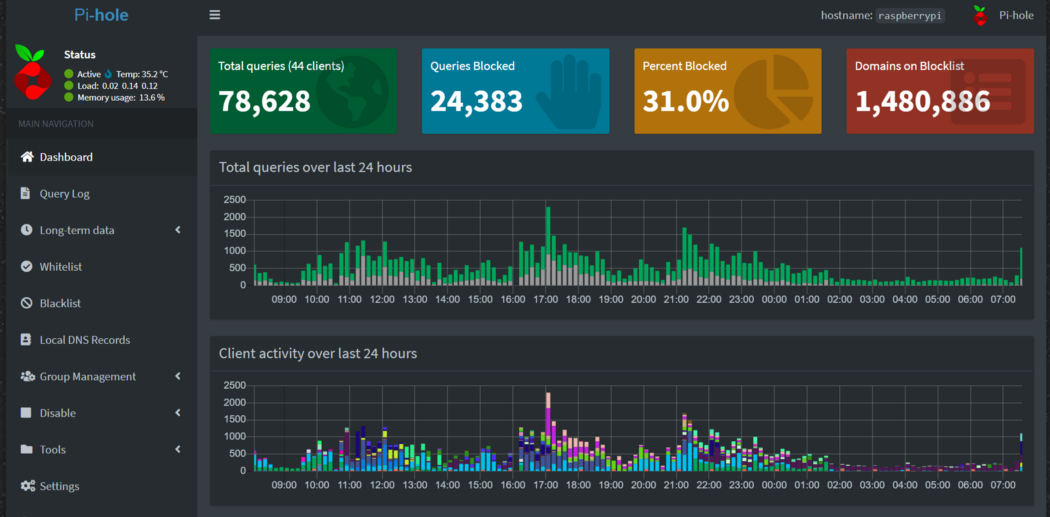 Pi-hole
hostname: raspberrypi
Pi-hole
Status
Active Temp: 35.2 °C
Load: 0.02 0.14 0.12
Memory usage: 13.6 %
MAIN NAVIGATION
Dashboard
Query Log
Long-term data
Whitelist
Blacklist
Local DNS Records
Group Management
Disable
Tools
Settings
Total queries (44 clients)
78,628
Queries Blocked
24,383
Percent Blocked
31.0%
Domains on Blocklist
1,480,886
Total queries over last 24 hours
2500
2000
1500
1000
500
0
09:00 10:00 11:00 12:00 13:00 14:00 15:00 16:00 17:00 18:00 19:00 20:00 21:00 22:00 23:00 00:00 01:00 02:00 03:00 04:00 05:00 06:00 07:00
Client activity over last 24 hours
2500
2000
1500
1000
500
0
09:00 10:00 11:00 12:00 13:00 14:00 15:00 16:00 17:00 18:00 19:00 20:00 21:00 22:00 23:00 00:00 01:00 02:00 03:00 04:00 05:00 06:00 07:00